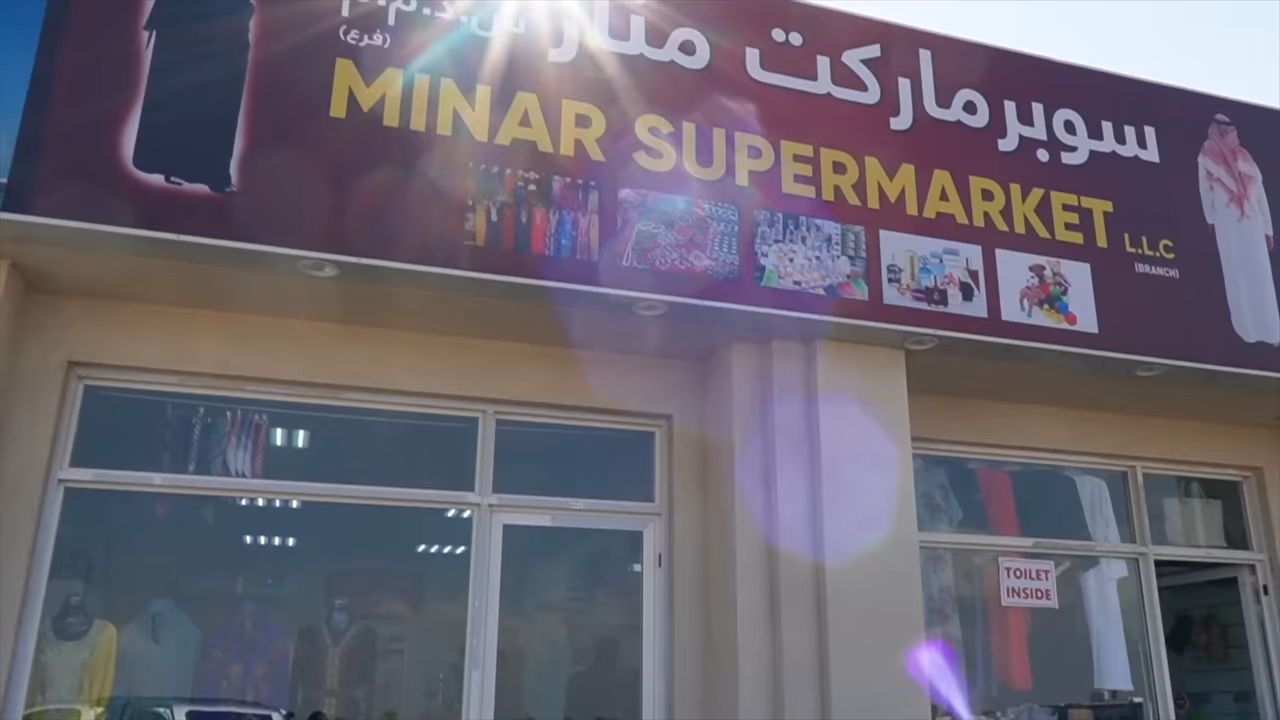 سوبرماركت منار ش.ذ.م.م
(فرع)
MINAR SUPERMARKET L.L.C
(BRANCH)
TOILET
INSIDE